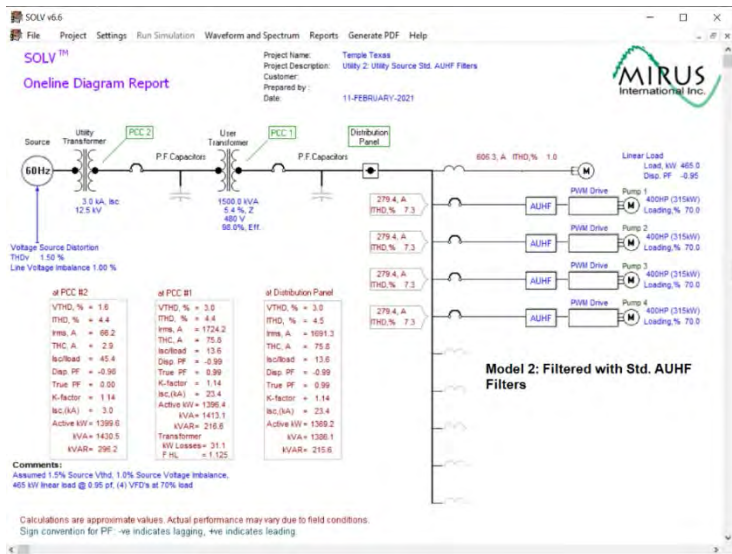 SOLV v6.6
File Project Settings Run Simulation Waveform and Spectrum Reports Generate PDF Help
SOLV™
Oneline Diagram Report
Project Name: Temple Texas
Project Description: Utility 2: Utility Source Std. AUHF Filters
Customer:
Prepared by :
Date: 11-FEBRUARY-2021
MIRUS
International Inc.
Source
Utility Transformer
PCC 2
P.F.Capacitors
User Transformer
PCC 1
P.F.Capacitors
Distribution Panel
60Hz
3.0 kA, Isc
12.5 kV
1500.0 kVA
5.4 %, Z
480 V
98.0%, Eff.
Voltage Source Distortion
THDv 1.50 %
Line Voltage Imbalance 1.00 %
606.3, A ITHD,% 1.0
M
Linear Load
Load, kW 465.0
Disp. PF -0.95
279.4, A
ITHD,% 7.3
AUHF
PWM Drive
Pump 1
M
400HP (315kW)
Loading,% 70.0
279.4, A
ITHD,% 7.3
AUHF
PWM Drive
Pump 2
M
400HP (315kW)
Loading,% 70.0
279.4, A
ITHD,% 7.3
AUHF
PWM Drive
Pump 3
M
400HP (315kW)
Loading,% 70.0
279.4, A
ITHD,% 7.3
AUHF
PWM Drive
Pump 4
M
400HP (315kW)
Loading,% 70.0
at PCC #2
VTHD, % = 1.6
ITHD, % = 4.4
Irms, A = 66.2
THC, A = 2.9
Isc/Iload = 45.4
Disp. PF = -0.98
True PF = 0.00
K-factor = 1.14
Isc,(kA) = 3.0
Active kW= 1399.6
kVA= 1430.5
kVAR= 296.2
at PCC #1
VTHD, % = 3.0
ITHD, % = 4.4
Irms, A = 1724.2
THC, A = 75.8
Isc/Iload = 13.6
Disp. PF = -0.99
True PF = 0.99
K-factor = 1.14
Isc,(kA) = 23.4
Active kW= 1396.4
kVA= 1413.1
kVAR= 216.6
Transformer
kW Losses= 31.1
F HL = 1.125
at Distribution Panel
VTHD, % = 3.0
ITHD, % = 4.5
Irms, A = 1691.3
THC, A = 75.8
Isc/Iload = 13.6
Disp. PF = -0.99
True PF = 0.99
K-factor = 1.14
Isc,(kA) = 23.4
Active kW= 1369.2
kVA= 1386.1
kVAR= 215.6
Model 2: Filtered with Std. AUHF
Filters
Comments:
Assumed 1.5% Source Vthd, 1.0% Source Voltage Imbalance,
465 kW linear load @ 0.95 pf, (4) VFD's at 70% load
Calculations are approximate values. Actual performance may vary due to field conditions.
Sign convention for PF: -ve indicates lagging, +ve indicates leading.